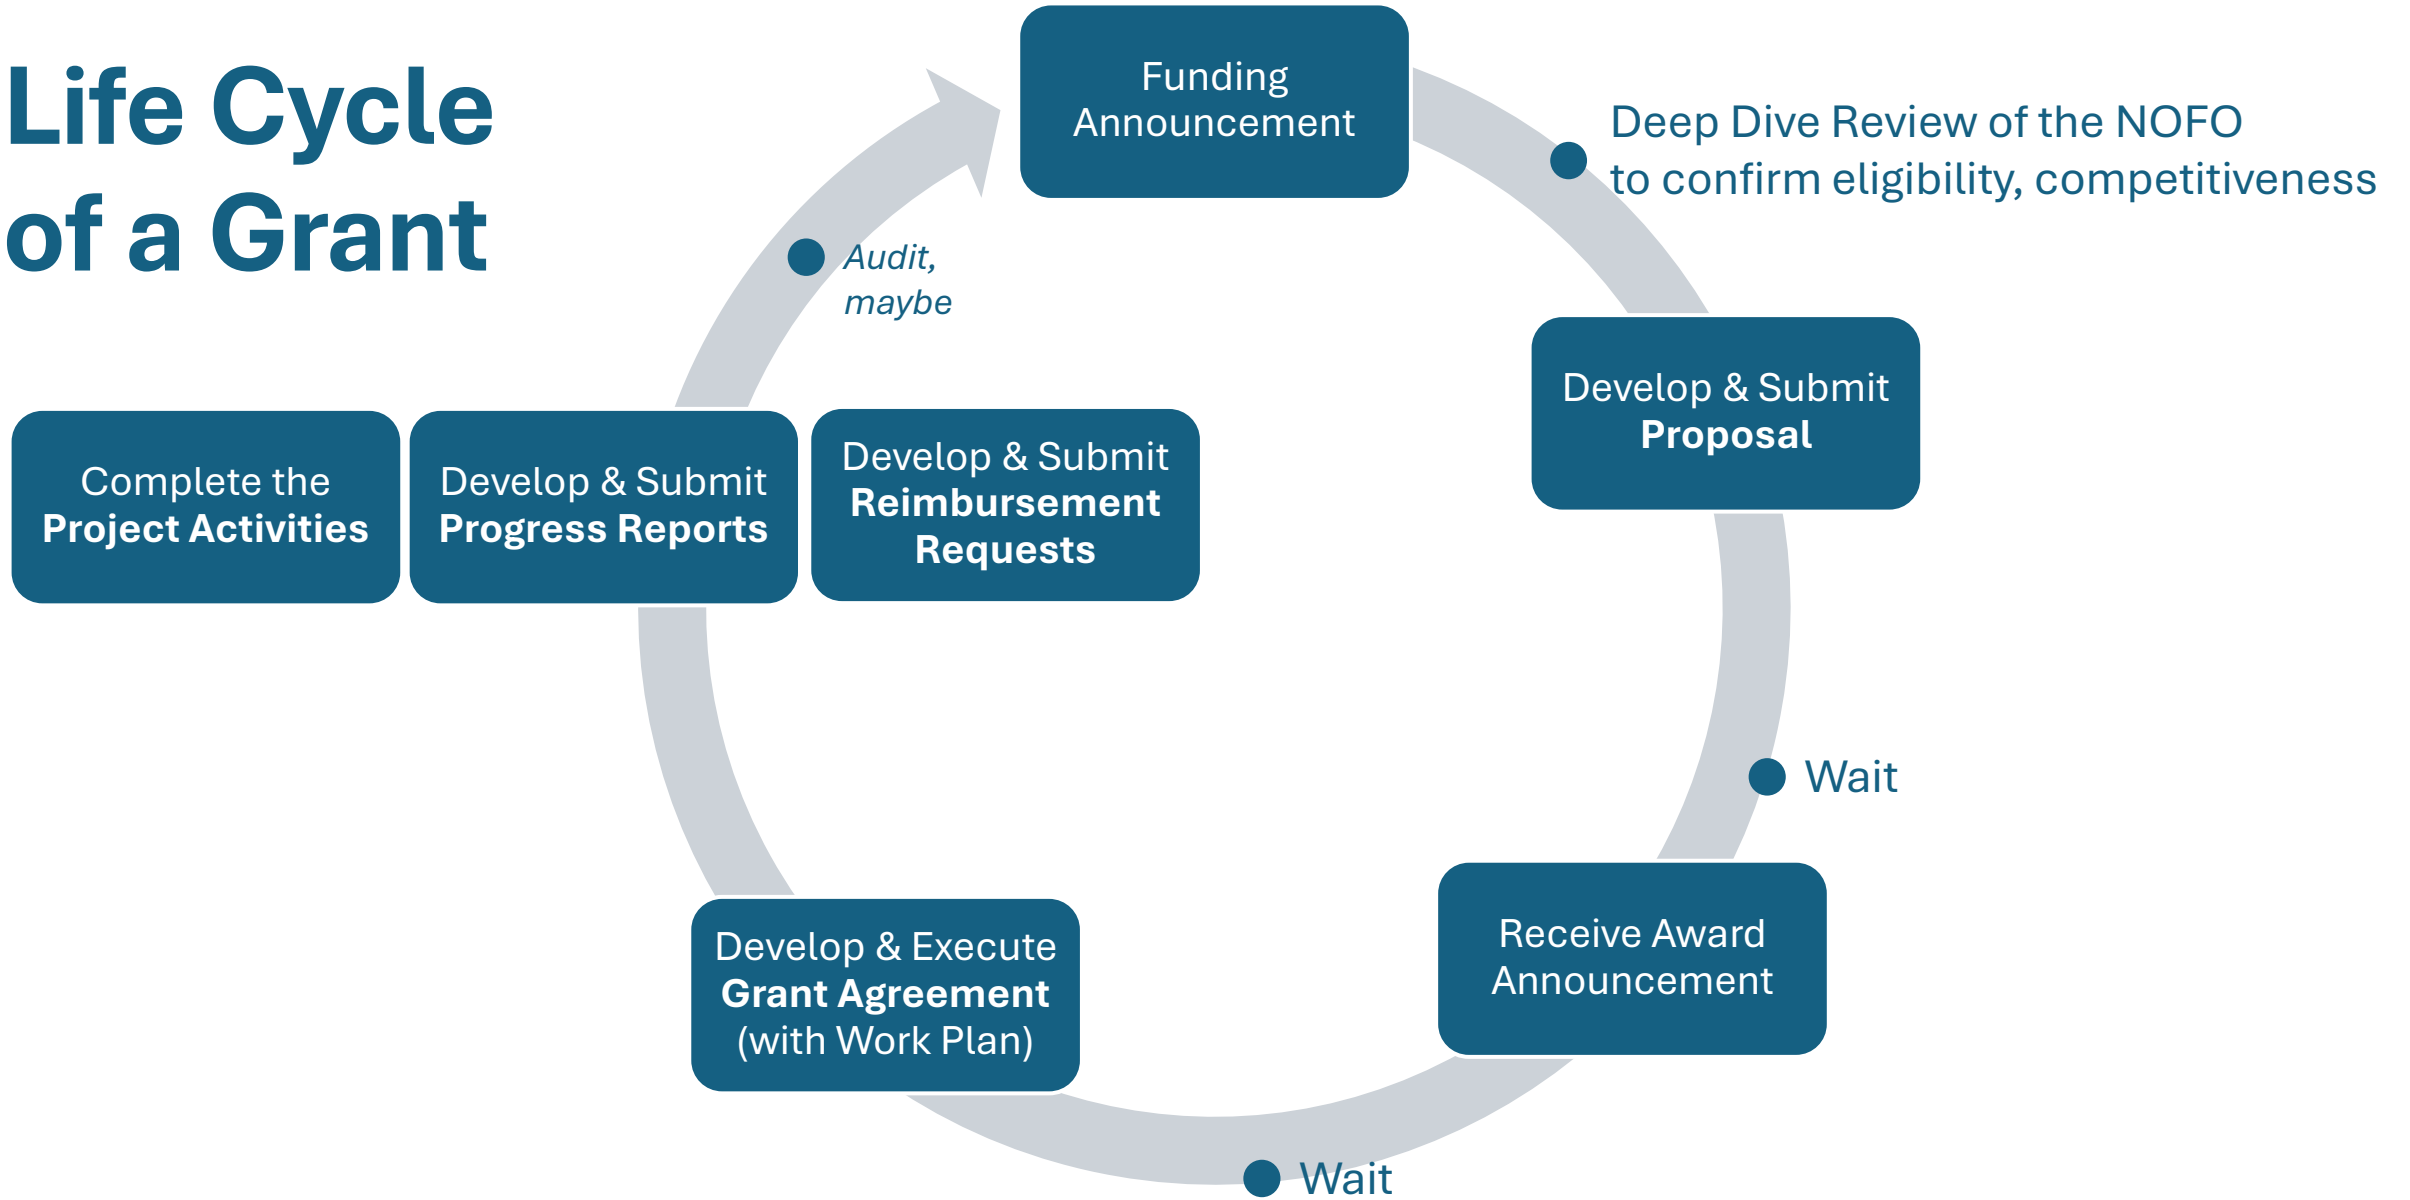 Life Cycle
of a Grant
Funding
Announcement
Deep Dive Review of the NOFO
to confirm eligibility, competitiveness
Develop & Submit
Proposal
Wait
Receive Award
Announcement
Wait
Develop & Execute
Grant Agreement
(with Work Plan)
Complete the
Project Activities
Develop & Submit
Progress Reports
Develop & Submit
Reimbursement
Requests
Audit,
maybe